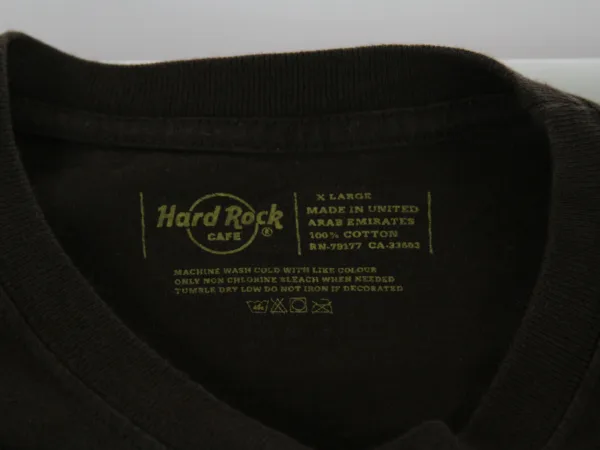 Hard Rock
CAFE ®
X LARGE
MADE IN UNITED
ARAB EMIRATES
100% COTTON
RN-79177 CA-33602
MACHINE WASH COLD WITH LIKE COLOUR
ONLY NON CHLORINE BLEACH WHEN NEEDED
TUMBLE DRY LOW DO NOT IRON IF DECORATED